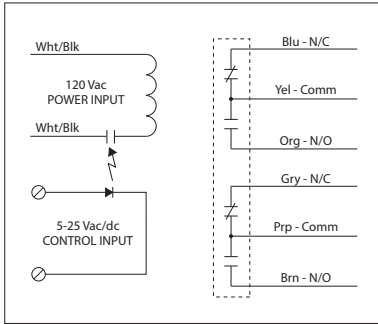 Wht/Blk
120 Vac
POWER INPUT
Wht/Blk
5-25 Vac/dc
CONTROL INPUT
Blu - N/C
Yel - Comm
Org - N/O
Gry - N/C
Prp - Comm
Brn - N/O